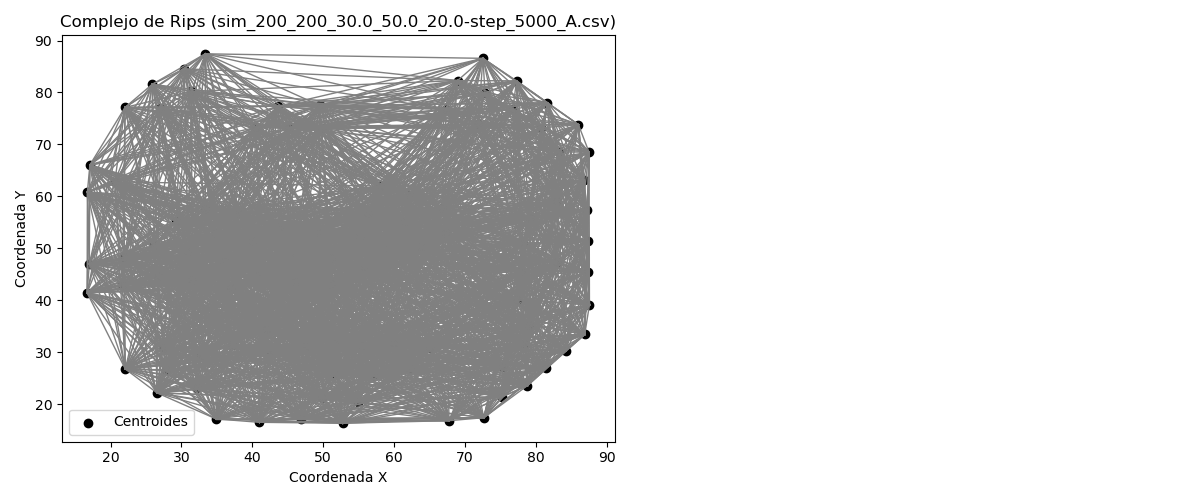 Complejo de Rips (sim_200_200_30.0_50.0_20.0-step_5000_A.csv)
90
80
70
60
50
40
30
20
Coordenada Y
Centroides
20 30 40 50 60 70 80 90
Coordenada X